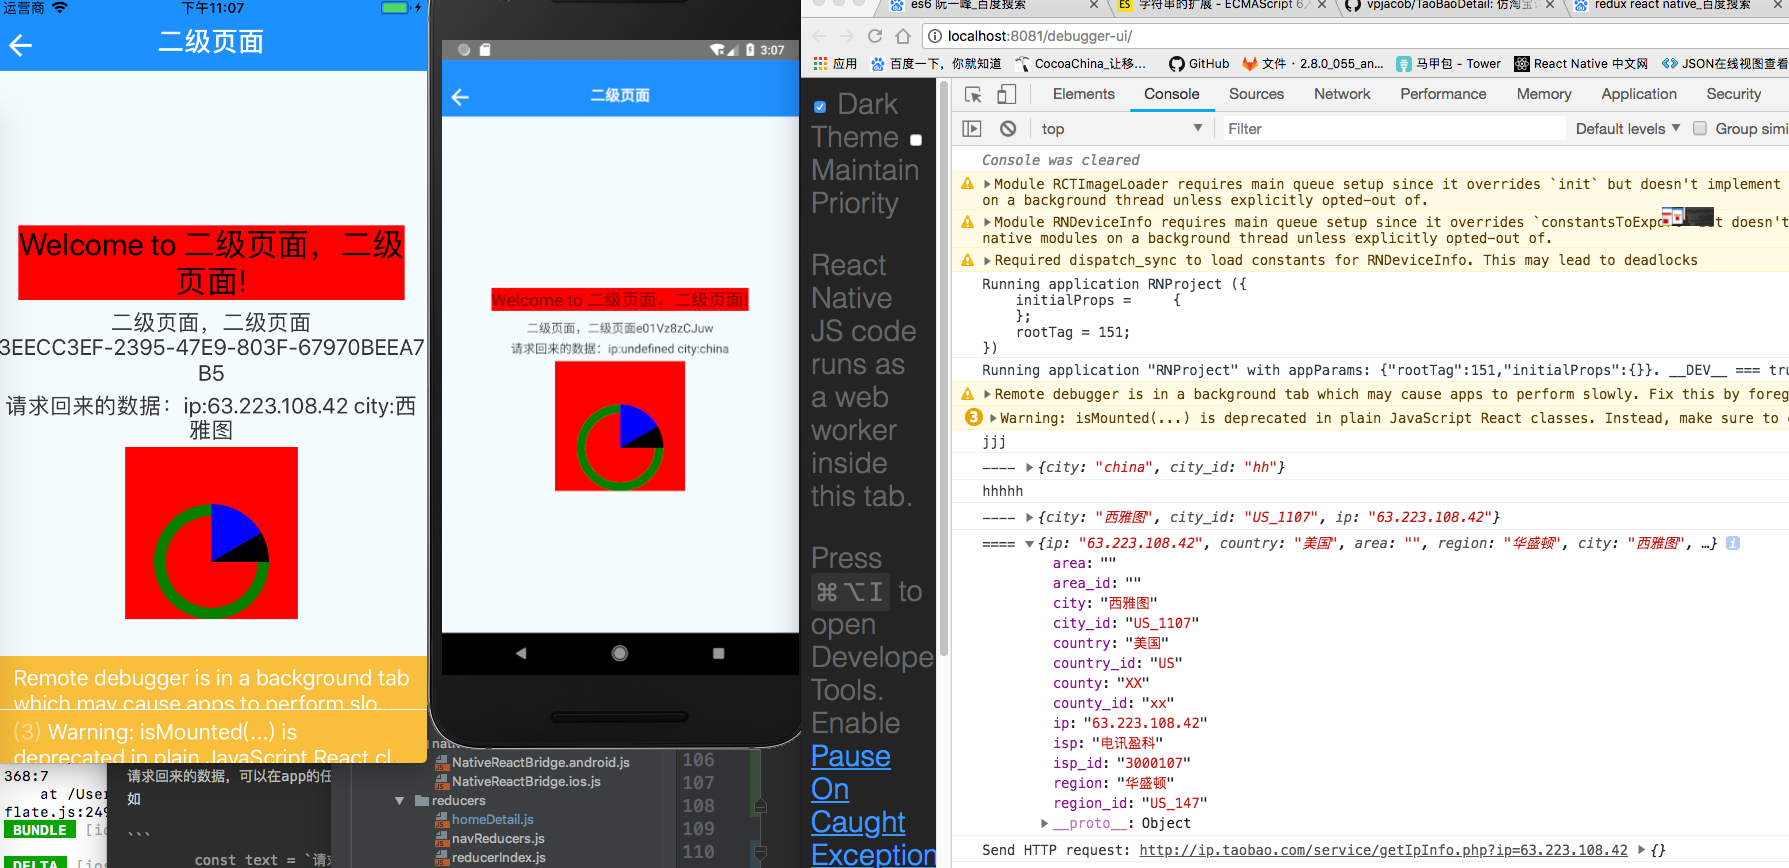 运营商
下午11:07
二级页面
Welcome to 二级页面，二级
页面!
二级页面，二级页面
3EECC3EF-2395-47E9-803F-67970BEEA7
B5
请求回来的数据：ip:63.223.108.42 city:西
雅图
Remote debugger is in a background tab
which may cause apps to perform slo...
(3) Warning: isMounted(...) is
deprecated in plain JavaScript React cl...
368:7
at /User
flate.js:249
BUNDLE [io
DELTA [ios
请求回来的数据，可以在app的任
如
```
const text = `请求
3:07
二级页面
Welcome to 二级页面，二级页面!
二级页面，二级页面e01Vz8zCJuw
请求回来的数据：ip:undefined city:china
NativeReactBridge.android.js
NativeReactBridge.ios.js
reducers
homeDetail.js
navReducers.js
reducerIndex.js
106
107
108
109
110
es6 阮一峰_百度搜索
ES 字符串的扩展 - ECMAScript 6入
vpjacob/TaoBaoDetail: 仿淘宝详
redux react native_百度搜索
localhost:8081/debugger-ui/
应用
百度一下，你就知道
CocoaChina_让移...
GitHub
文件 · 2.8.0_055_an...
马甲包 - Tower
React Native 中文网
JSON在线视图查看
Dark
Theme
Maintain
Priority
React
Native
JS code
runs as
a web
worker
inside
this tab.
Press
⌘⌥I to
open
Develope
Tools.
Enable
Pause
On
Caught
Exception
Elements
Console
Sources
Network
Performance
Memory
Application
Security
top
Filter
Default levels
Group simi
Console was cleared
Module RCTImageLoader requires main queue setup since it overrides `init` but doesn't implement
on a background thread unless explicitly opted-out of.
Module RNDeviceInfo requires main queue setup since it overrides `constantsToExpo t doesn't
native modules on a background thread unless explicitly opted-out of.
Required dispatch_sync to load constants for RNDeviceInfo. This may lead to deadlocks
Running application RNProject ({
initialProps = {
};
rootTag = 151;
})
Running application "RNProject" with appParams: {"rootTag":151,"initialProps":{}}. __DEV__ === tru
Remote debugger is in a background tab which may cause apps to perform slowly. Fix this by foreg
3 Warning: isMounted(...) is deprecated in plain JavaScript React classes. Instead, make sure to
jjj
---- {city: "china", city_id: "hh"}
hhhhh
---- {city: "西雅图", city_id: "US_1107", ip: "63.223.108.42"}
==== {ip: "63.223.108.42", country: "美国", area: "", region: "华盛顿", city: "西雅图", …}
area: ""
area_id: ""
city: "西雅图"
city_id: "US_1107"
country: "美国"
country_id: "US"
county: "XX"
county_id: "xx"
ip: "63.223.108.42"
isp: "电讯盈科"
isp_id: "3000107"
region: "华盛顿"
region_id: "US_147"
__proto__: Object
Send HTTP request: http://ip.taobao.com/service/getIpInfo.php?ip=63.223.108.42 {}